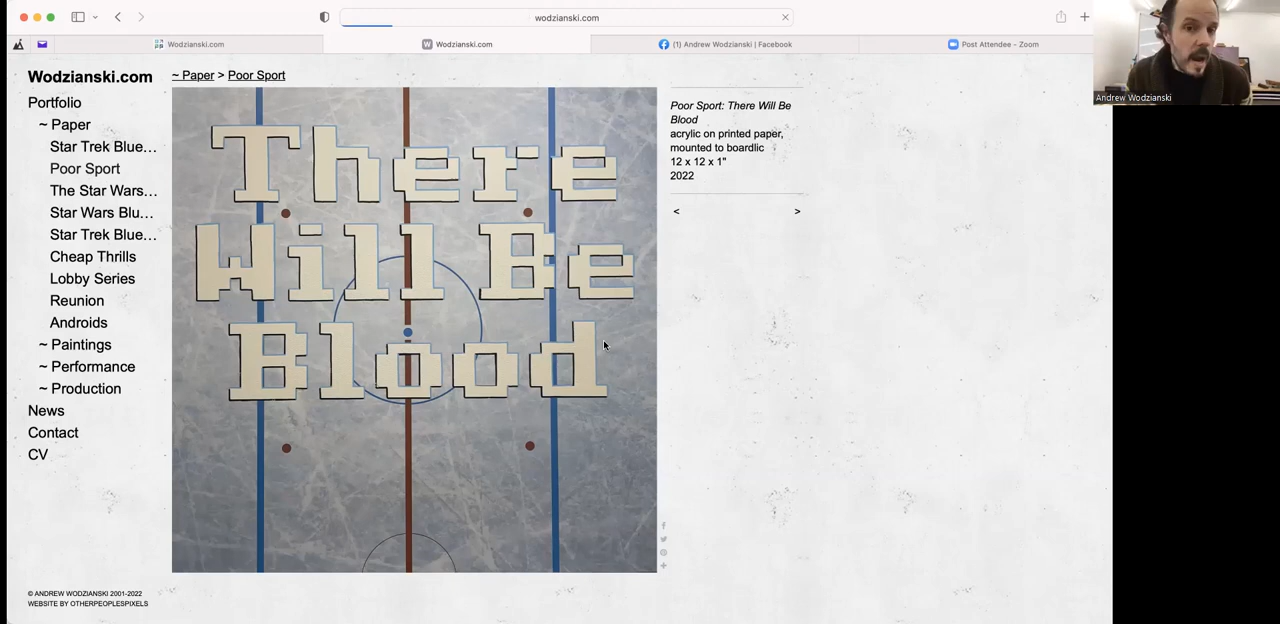 wodzianski.com
Wodzianski.com
Wodzianski.com
(1) Andrew Wodzianski | Facebook
Post Attendee - Zoom
Andrew Wodzianski
Wodzianski.com
Portfolio
~ Paper
Star Trek Blue...
Poor Sport
The Star Wars...
Star Wars Blu...
Star Trek Blue...
Cheap Thrills
Lobby Series
Reunion
Androids
~ Paintings
~ Performance
~ Production
News
Contact
CV
© ANDREW WODZIANSKI 2001-2022
WEBSITE BY OTHERPEOPLESPIXELS
~ Paper > Poor Sport
There
Will Be
Blood
Poor Sport: There Will Be
Blood
acrylic on printed paper,
mounted to boardlic
12 x 12 x 1"
2022
< >